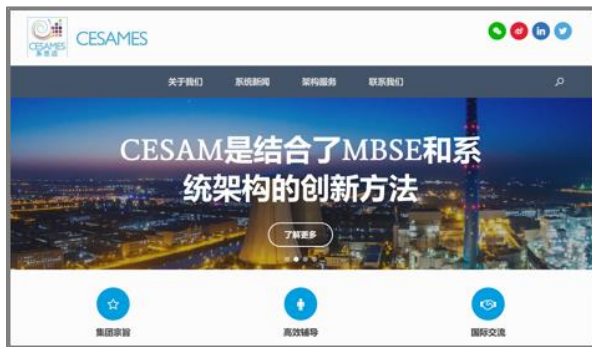 CESAMES
系思迈
CESAMES
关于我们 系统新闻 架构服务 联系我们
CESAM是结合了MBSE和系
统架构的创新方法
了解更多
集团宗旨 高效辅导 国际交流